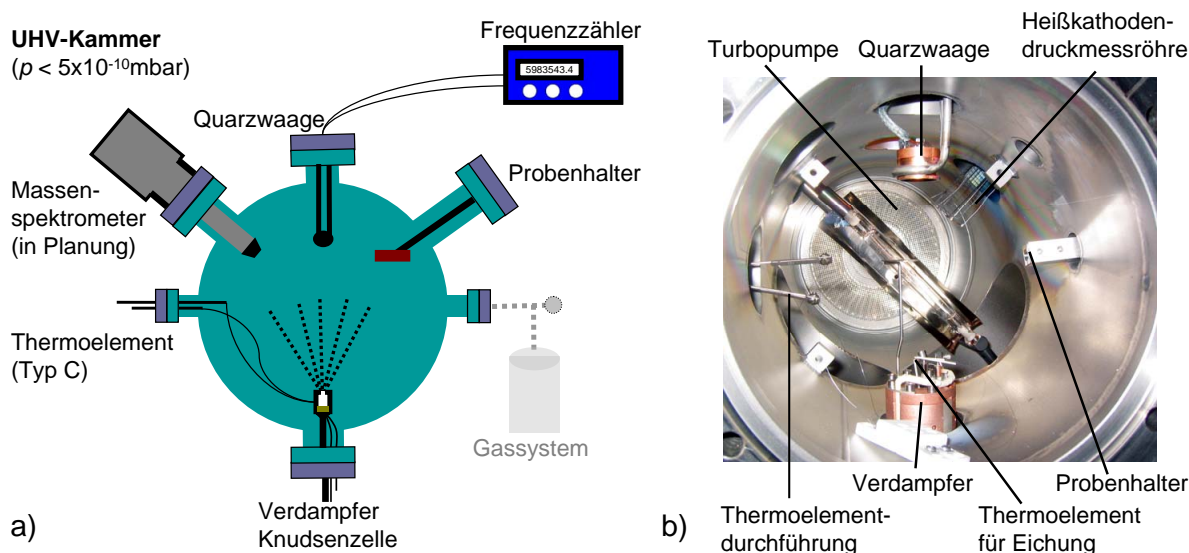 UHV-Kammer
(p < 5x10⁻¹⁰mbar)
Frequenzzähler
5983543.4
Quarzwaage
Probenhalter
Massen-
spektrometer
(in Planung)
Thermoelement
(Typ C)
Gassystem
Verdampfer
Knudsenzelle
a)
Turbopumpe
Quarzwaage
Heißkathoden-
druckmessröhre
Verdampfer
Probenhalter
Thermoelement-
durchführung
Thermoelement
für Eichung
b)